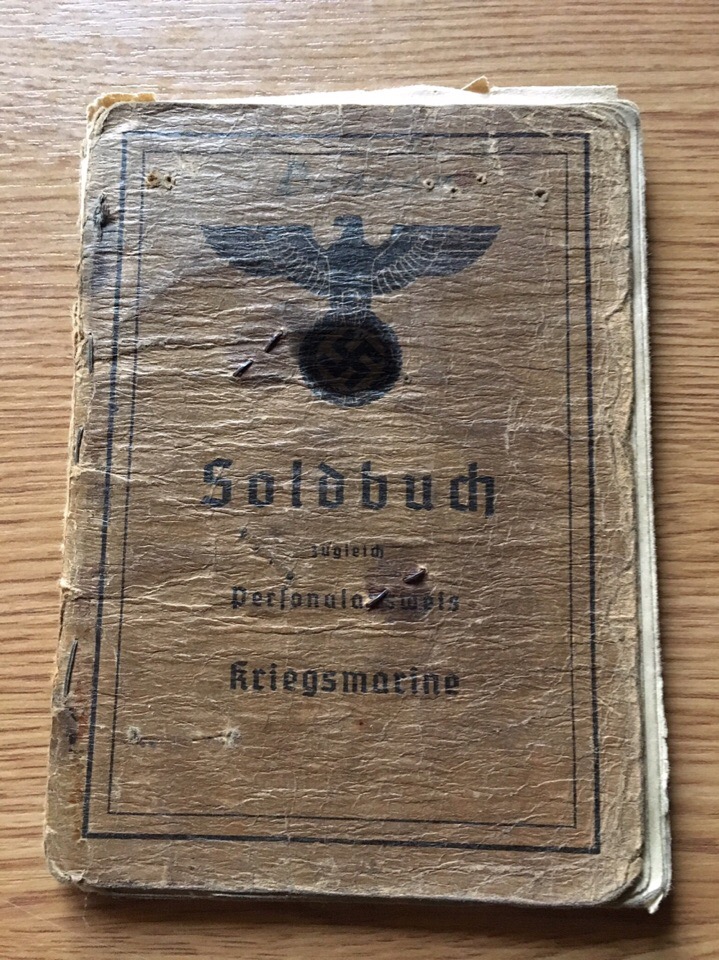 Soldbuch
zugleich
Personalausweis
Kriegsmarine